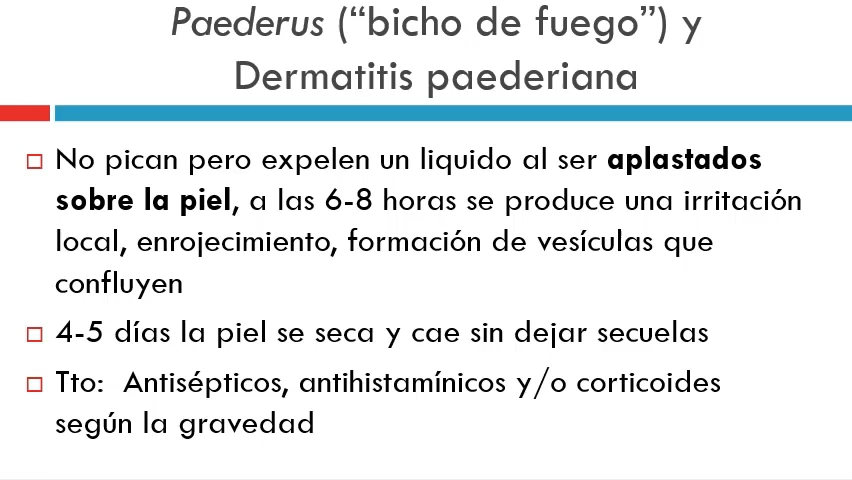 Paederus (“bicho de fuego”) y
Dermatitis paederiana
No pican pero expelen un liquido al ser aplastados
sobre la piel, a las 6-8 horas se produce una irritación
local, enrojecimiento, formación de vesículas que
confluyen
4-5 días la piel se seca y cae sin dejar secuelas
Tto:  Antisépticos, antihistamínicos y/o corticoides
según la gravedad